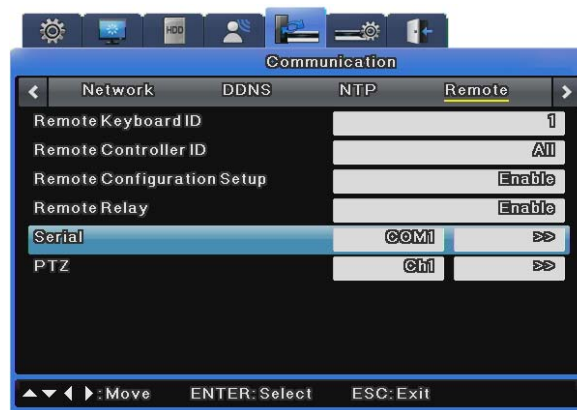 HDD
Communication
Network DDNS NTP Remote
Remote Keyboard ID 1
Remote Controller ID All
Remote Configuration Setup Enable
Remote Relay Enable
Serial COM1 >>
PTZ Ch1 >>
:Move ENTER:Select ESC:Exit